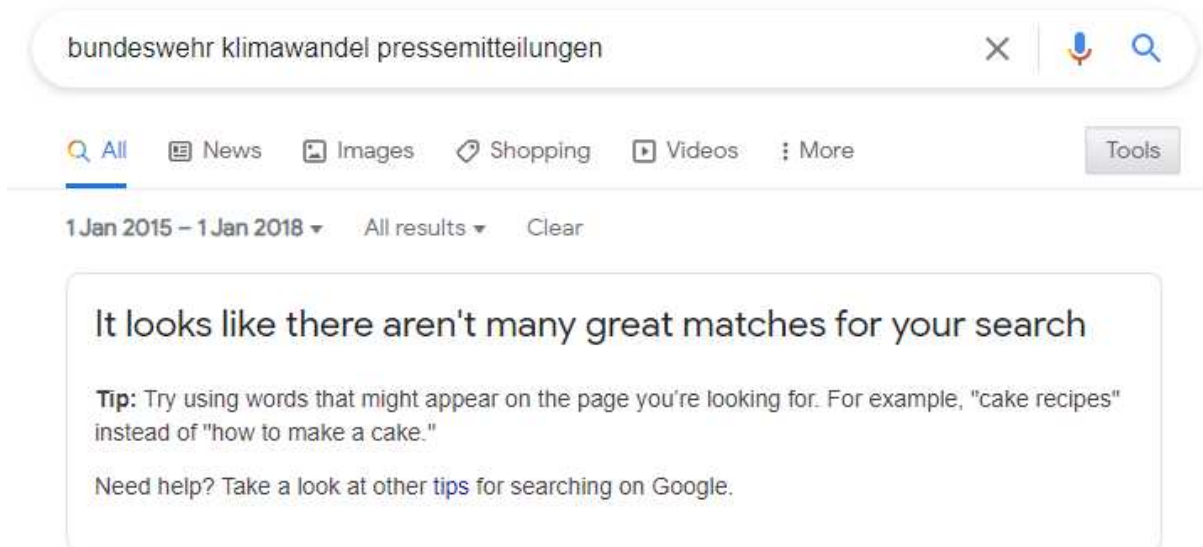 bundeswehr klimawandel pressemitteilungen
All News Images Shopping Videos More Tools
1 Jan 2015 – 1 Jan 2018 All results Clear
It looks like there aren't many great matches for your search
Tip: Try using words that might appear on the page you're looking for. For example, "cake recipes"
instead of "how to make a cake."
Need help? Take a look at other tips for searching on Google.